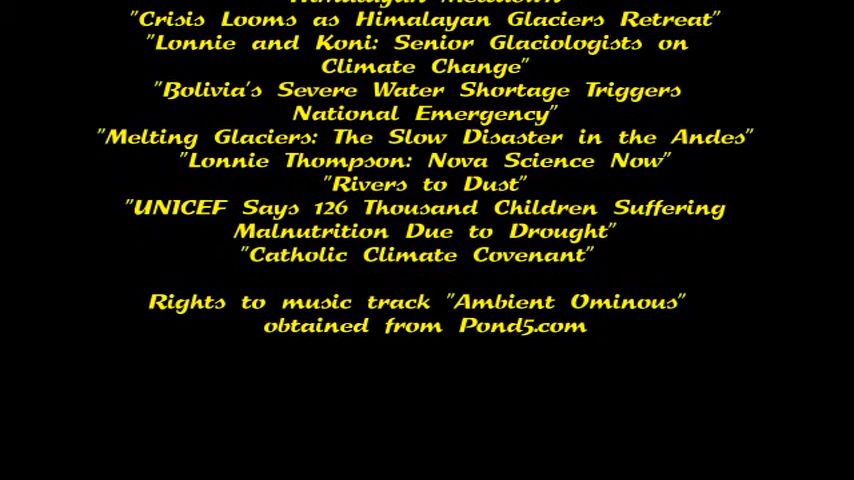 "Crisis Looms as Himalayan Glaciers Retreat"
"Lonnie and Koni: Senior Glaciologists on
Climate Change"
"Bolivia's Severe Water Shortage Triggers
National Emergency"
"Melting Glaciers: The Slow Disaster in the Andes"
"Lonnie Thompson: Nova Science Now"
"Rivers to Dust"
"UNICEF Says 126 Thousand Children Suffering
Malnutrition Due to Drought"
"Catholic Climate Covenant"
Rights to music track "Ambient Ominous"
obtained from Pond5.com